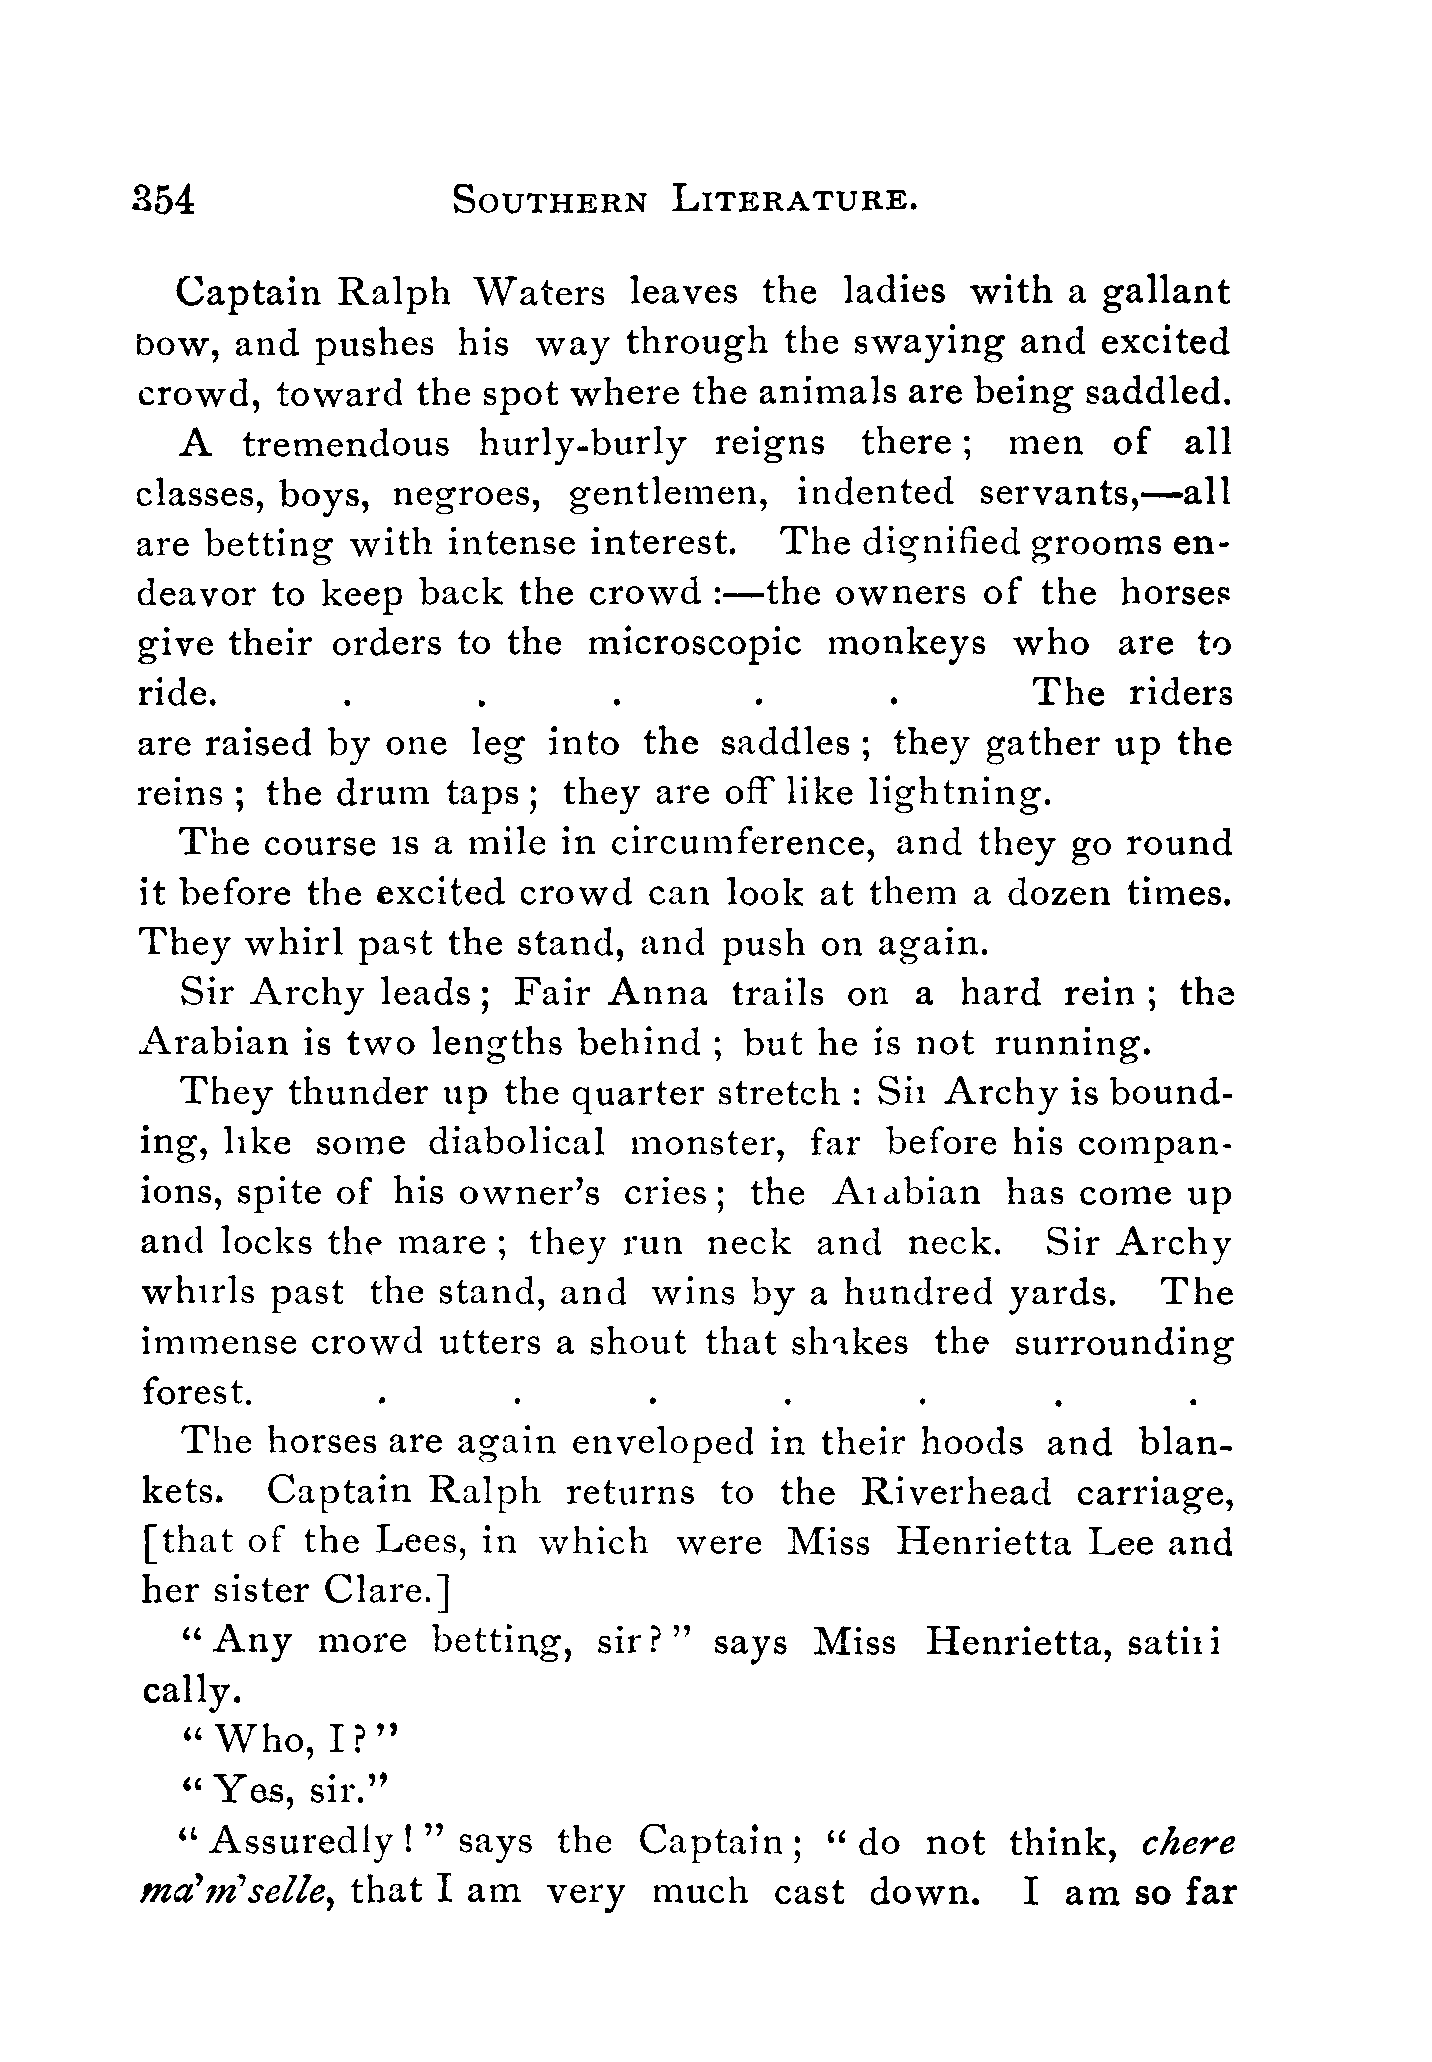 354 SOUTHERN LITERATURE.
Captain Ralph Waters leaves the ladies with a gallant
bow, and pushes his way through the swaying and excited
crowd, toward the spot where the animals are being saddled.
A tremendous hurly-burly reigns there; men of all
classes, boys, negroes, gentlemen, indented servants,—all
are betting with intense interest. The dignified grooms en-
deavor to keep back the crowd:—the owners of the horses
give their orders to the microscopic monkeys who are to
ride. . . . . . The riders
are raised by one leg into the saddles; they gather up the
reins; the drum taps; they are off like lightning.
The course is a mile in circumference, and they go round
it before the excited crowd can look at them a dozen times.
They whirl past the stand, and push on again.
Sir Archy leads; Fair Anna trails on a hard rein; the
Arabian is two lengths behind; but he is not running.
They thunder up the quarter stretch: Sir Archy is bound-
ing, like some diabolical monster, far before his compan-
ions, spite of his owner's cries; the Arabian has come up
and locks the mare; they run neck and neck. Sir Archy
whirls past the stand, and wins by a hundred yards. The
immense crowd utters a shout that shakes the surrounding
forest. . . . . . . .
The horses are again enveloped in their hoods and blan-
kets. Captain Ralph returns to the Riverhead carriage,
[that of the Lees, in which were Miss Henrietta Lee and
her sister Clare.]
"Any more betting, sir?" says Miss Henrietta, satiri
cally.
"Who, I?"
"Yes, sir."
"Assuredly!" says the Captain; "do not think, chere
ma'm'selle, that I am very much cast down. I am so far